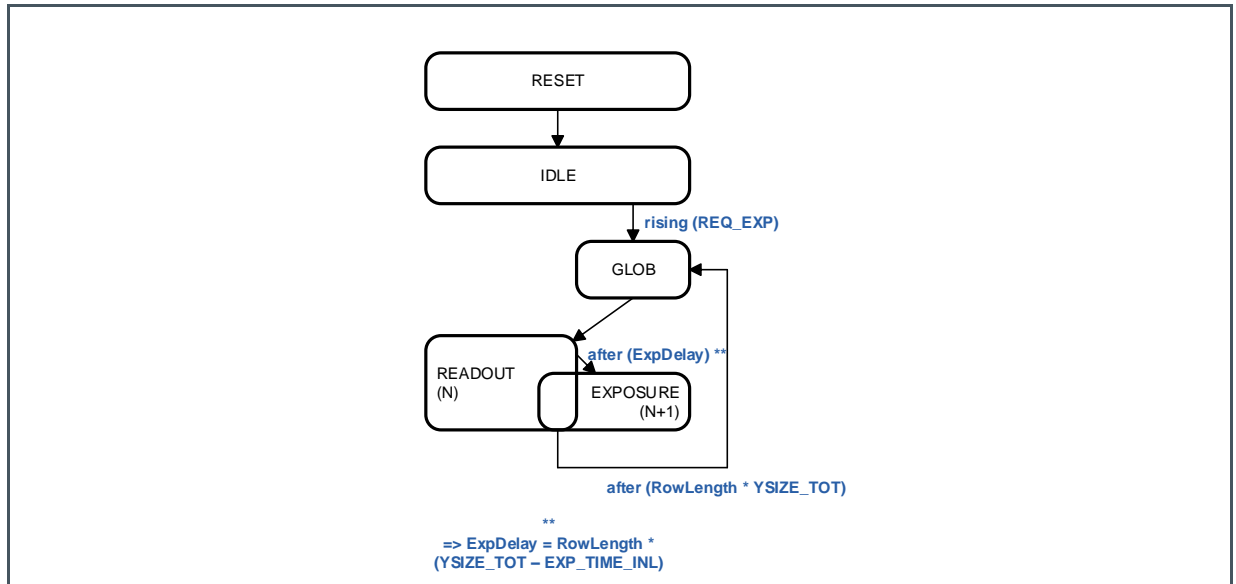 RESET
IDLE
rising (REQ_EXP)
GLOB
after (ExpDelay) **
READOUT
(N)
EXPOSURE
(N+1)
after (RowLength * YSIZE_TOT)
**
=> ExpDelay = RowLength *
(YSIZE_TOT – EXP_TIME_INL)